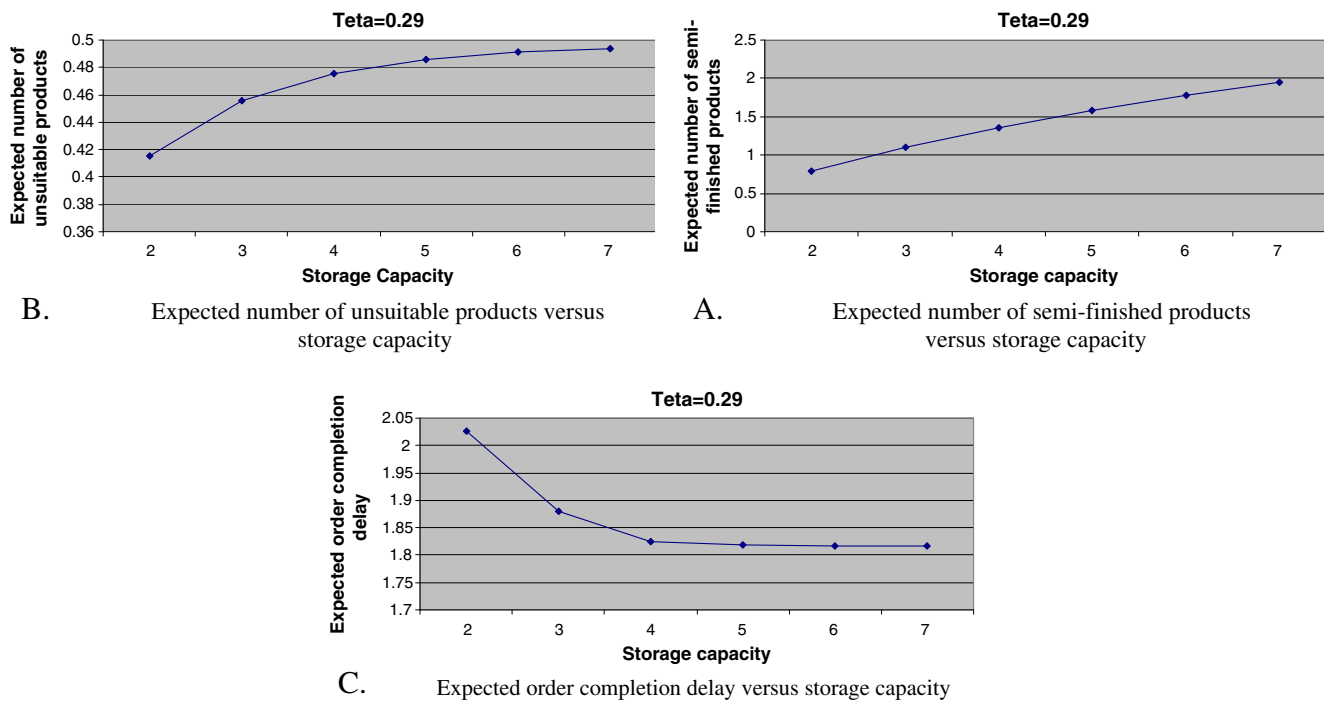 Teta=0.29
Expected number of
unsuitable products
0.5
0.48
0.46
0.44
0.42
0.4
0.38
0.36
2 3 4 5 6 7
Storage Capacity
B. Expected number of unsuitable products versus
storage capacity
Teta=0.29
Expected number of semi-
finished products
2.5
2
1.5
1
0.5
0
2 3 4 5 6 7
Storage capacity
A. Expected number of semi-finished products
versus storage capacity
Teta=0.29
Expected order completion
delay
2.05
2
1.95
1.9
1.85
1.8
1.75
1.7
2 3 4 5 6 7
Storage capacity
C. Expected order completion delay versus storage capacity